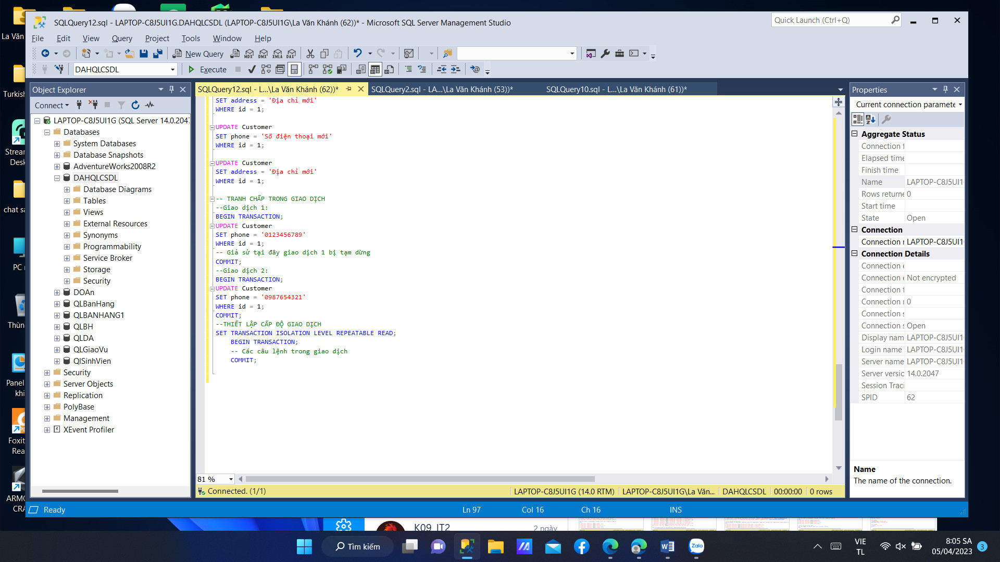 La Văn
Turkish
Strear
Desk
chat sa
PC
Thùn
Panel
khi
Foxit
Rea
ARMO
CRA
SQLQuery12.sql - LAPTOP-C8J5UI1G.DAHQLCSDL (LAPTOP-C8J5UI1G\La Văn Khánh (62))* - Microsoft SQL Server Management Studio
Quick Launch (Ctrl+Q)
File Edit View Query Project Tools Window Help
New Query MDX DMX XMLA DAX
DAHQLCSDL Execute
Object Explorer
Connect
LAPTOP-C8J5UI1G (SQL Server 14.0.2047
Databases
System Databases
Database Snapshots
AdventureWorks2008R2
DAHQLCSDL
Database Diagrams
Tables
Views
External Resources
Synonyms
Programmability
Service Broker
Storage
Security
DOAn
QLBanHang
QLBANHANG1
QLBH
QLDA
QLGiaoVu
QlSinhVien
Security
Server Objects
Replication
PolyBase
Management
XEvent Profiler
SQLQuery12.sql - L...\La Văn Khánh (62))* SQLQuery2.sql - LA...\La Văn Khánh (53))* SQLQuery10.sql - L...\La Văn Khánh (61))*
SET address = 'Địa chỉ mới'
WHERE id = 1;
UPDATE Customer
SET phone = 'Số điện thoại mới'
WHERE id = 1;
UPDATE Customer
SET address = 'Địa chỉ mới'
WHERE id = 1;
-- TRANH CHẤP TRONG GIAO DỊCH
--Giao dịch 1:
BEGIN TRANSACTION;
UPDATE Customer
SET phone = '0123456789'
WHERE id = 1;
-- Giả sử tại đây giao dịch 1 bị tạm dừng
COMMIT;
--Giao dịch 2:
BEGIN TRANSACTION;
UPDATE Customer
SET phone = '0987654321'
WHERE id = 1;
COMMIT;
--THIẾT LẬP CẤP ĐỘ GIAO DỊCH
SET TRANSACTION ISOLATION LEVEL REPEATABLE READ;
BEGIN TRANSACTION;
-- Các câu lệnh trong giao dịch
COMMIT;
81 %
Connected. (1/1) LAPTOP-C8J5UI1G (14.0 RTM) LAPTOP-C8J5UI1G\La Văn... DAHQLCSDL 00:00:00 0 rows
Properties
Current connection paramete
Aggregate Status
Connection f
Elapsed time
Finish time
Name LAPTOP-C8J5UI1
Rows returne 0
Start time
State Open
Connection
Connection r LAPTOP-C8J5UI1
Connection Details
Connection e
Connection e Not encrypted
Connection f
Connection r 0
Connection s
Connection s Open
Display nam LAPTOP-C8J5UI1
Login name LAPTOP-C8J5UI1
Server name LAPTOP-C8J5UI1
Server versio 14.0.2047
Session Traci
SPID 62
Name
The name of the connection.
Ready Ln 97 Col 16 Ch 16 INS
K09_IT2 2 ngày
Tìm kiếm
Zalo
VIE
TL
8:05 SA
05/04/2023
3